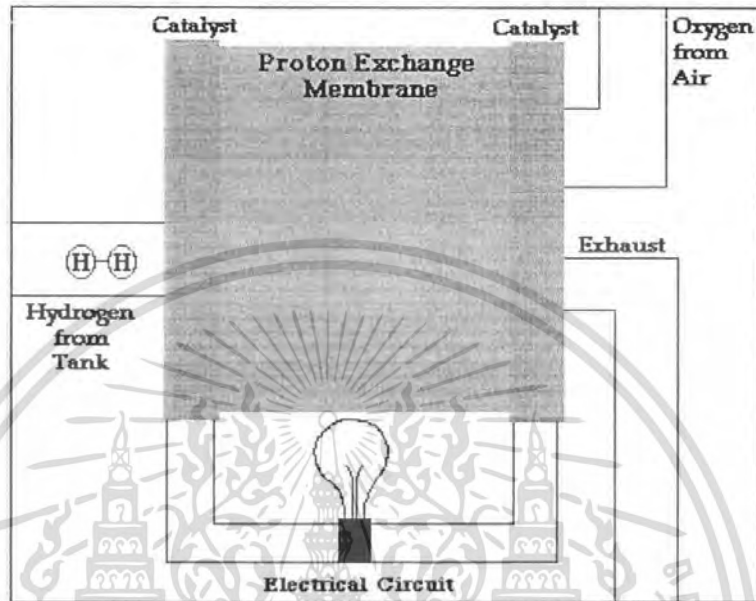 Catalyst
Catalyst
Oxygen
from
Air
Proton Exchange
Membrane
H-H
Exhaust
Hydrogen
from
Tank
Electrical Circuit